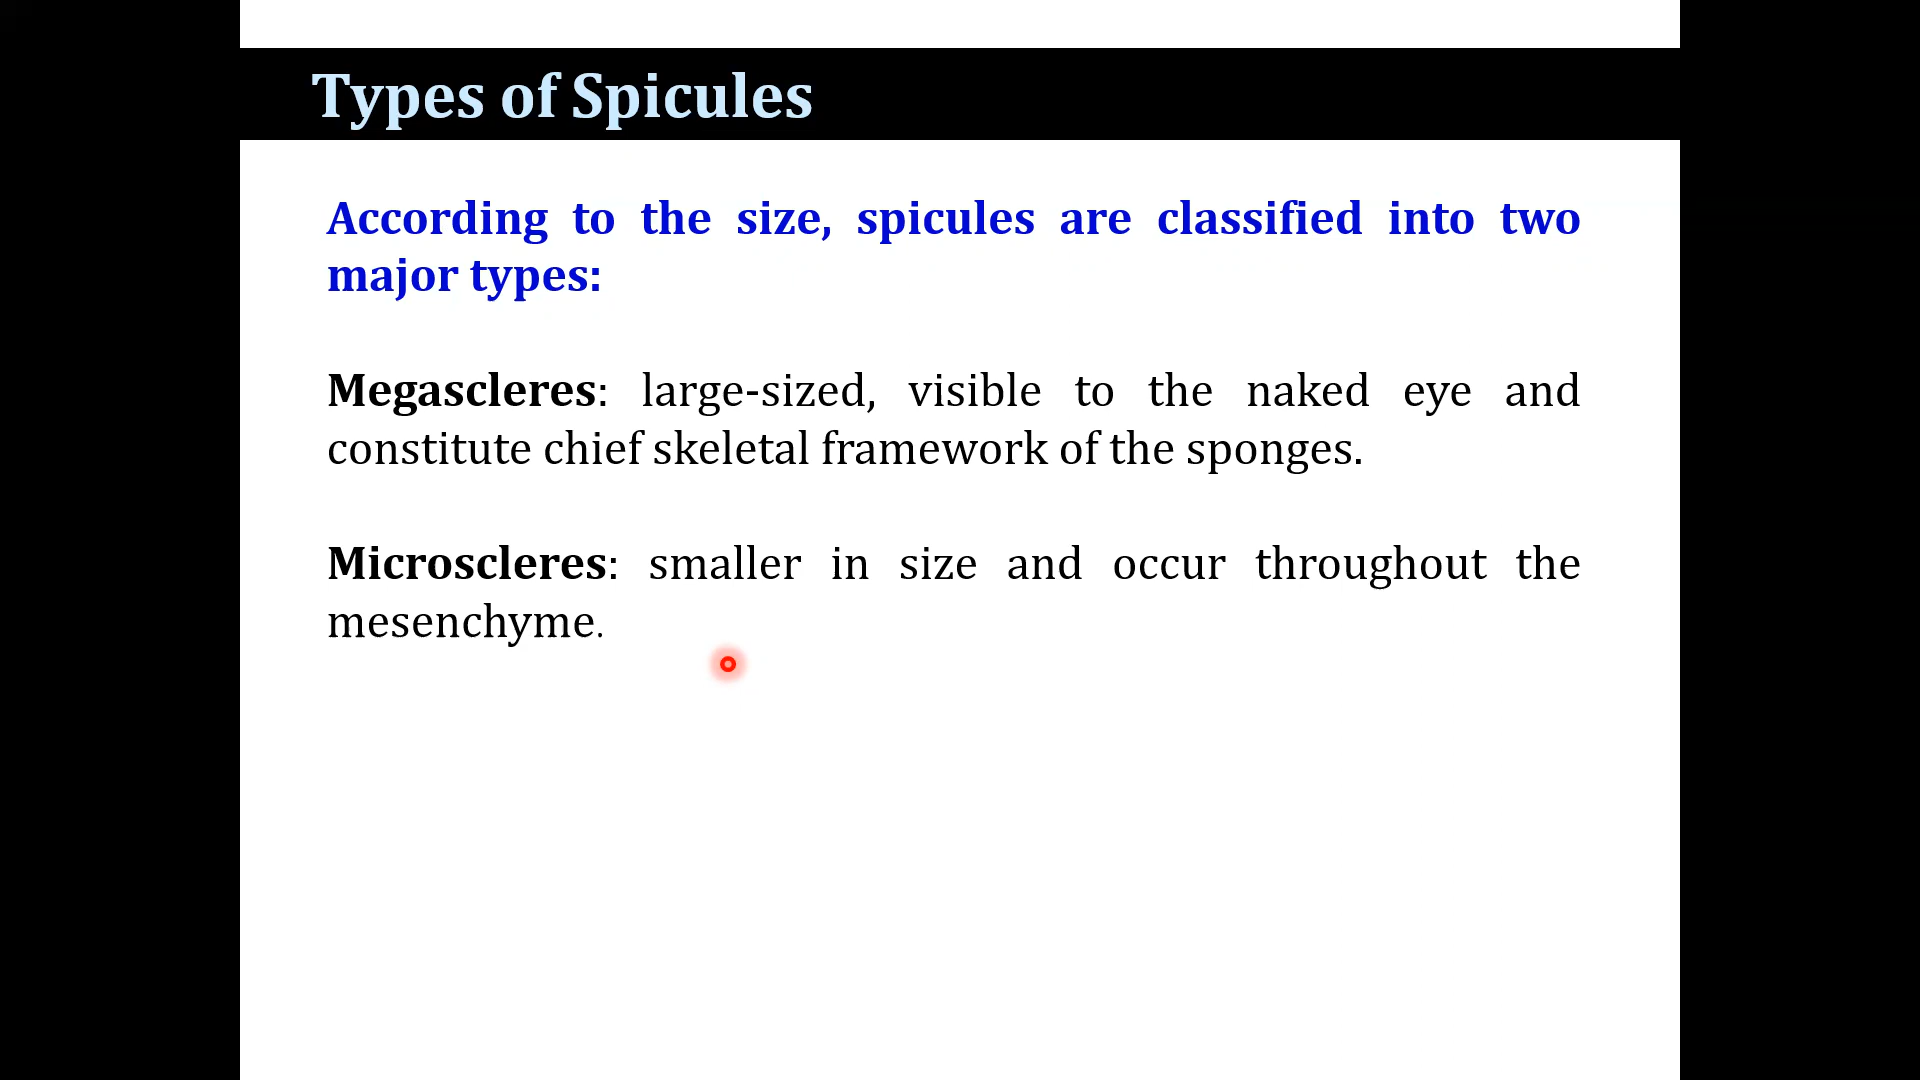 Types of Spicules
According to the size, spicules are classified into two
major types:
Megascleres: large-sized, visible to the naked eye and
constitute chief skeletal framework of the sponges.
Microscleres: smaller in size and occur throughout the
mesenchyme.